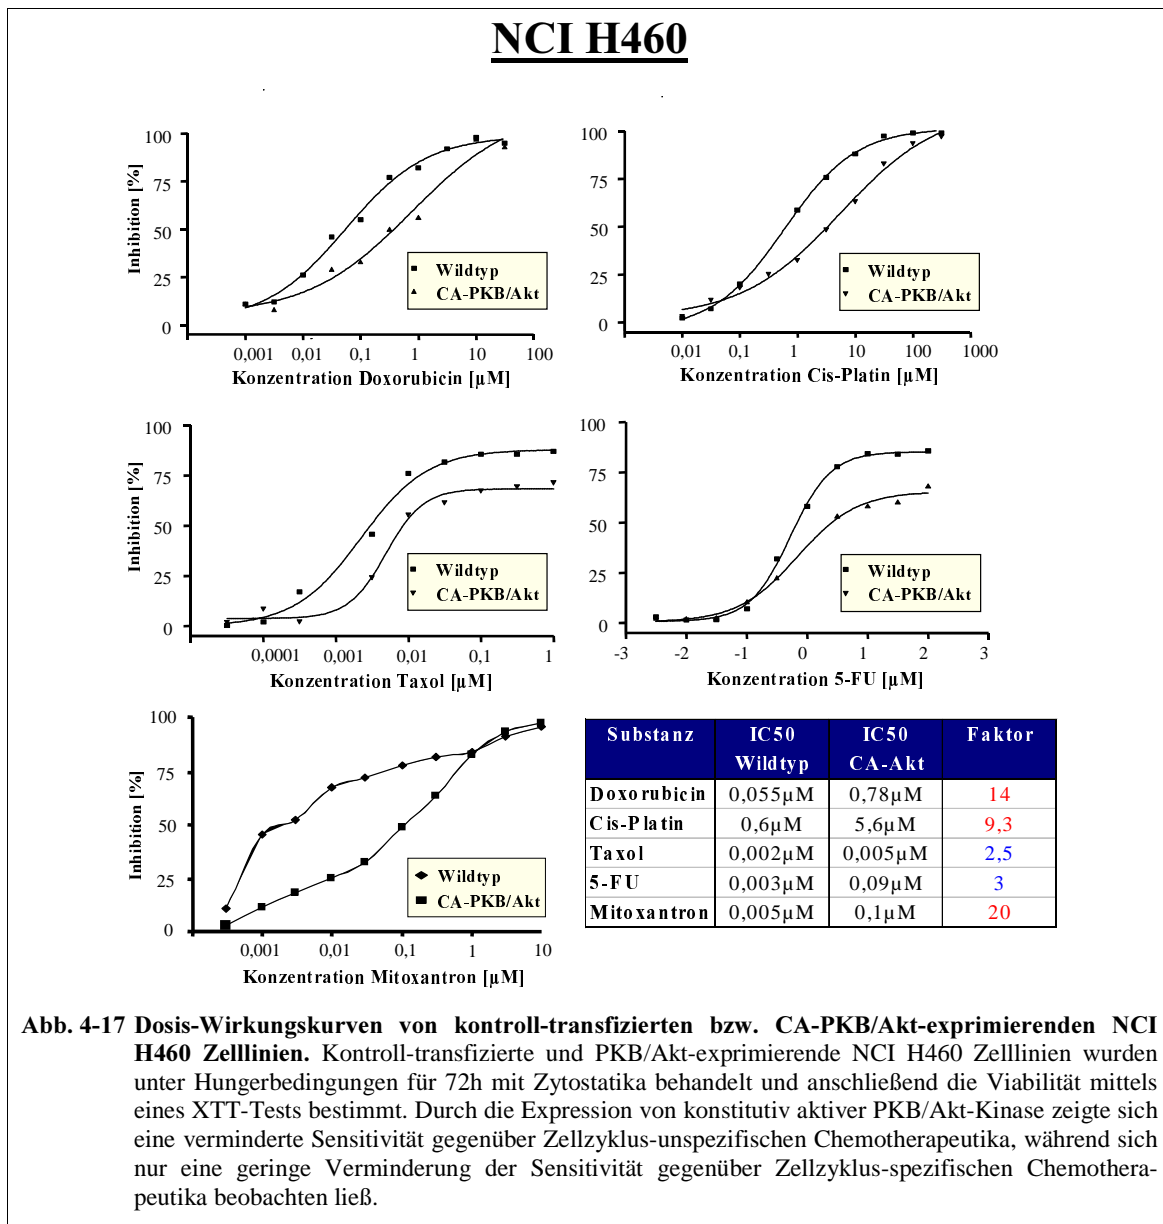 NCI H460
100
75
50
25
0
Inhibition [%]
Wildtyp
CA-PKB/Akt
0,001 0,01 0,1 1 10 100
Konzentration Doxorubicin [µM]
100
75
50
25
0
Inhibition [%]
Wildtyp
CA-PKB/Akt
0,01 0,1 1 10 100 1000
Konzentration Cis-Platin [µM]
100
75
50
25
0
Inhibition [%]
Wildtyp
CA-PKB/Akt
0,0001 0,001 0,01 0,1 1
Konzentration Taxol [µM]
100
75
50
25
0
Wildtyp
CA-PKB/Akt
-3 -2 -1 0 1 2 3
Konzentration 5-FU [µM]
100
75
50
25
0
Inhibition [%]
Wildtyp
CA-PKB/Akt
0,001 0,01 0,1 1 10
Konzentration Mitoxantron [µM]
Substanz IC50 IC50 Faktor
Wildtyp CA-Akt
Doxorubicin 0,055µM 0,78µM 14
Cis-Platin 0,6µM 5,6µM 9,3
Taxol 0,002µM 0,005µM 2,5
5-FU 0,003µM 0,09µM 3
Mitoxantron 0,005µM 0,1µM 20
Abb. 4-17 Dosis-Wirkungskurven von kontroll-transfizierten bzw. CA-PKB/Akt-exprimierenden NCI
H460 Zelllinien. Kontroll-transfizierte und PKB/Akt-exprimierende NCI H460 Zelllinien wurden
unter Hungerbedingungen für 72h mit Zytostatika behandelt und anschließend die Viabilität mittels
eines XTT-Tests bestimmt. Durch die Expression von konstitutiv aktiver PKB/Akt-Kinase zeigte sich
eine verminderte Sensitivität gegenüber Zellzyklus-unspezifischen Chemotherapeutika, während sich
nur eine geringe Verminderung der Sensitivität gegenüber Zellzyklus-spezifischen Chemothera-
peutika beobachten ließ.